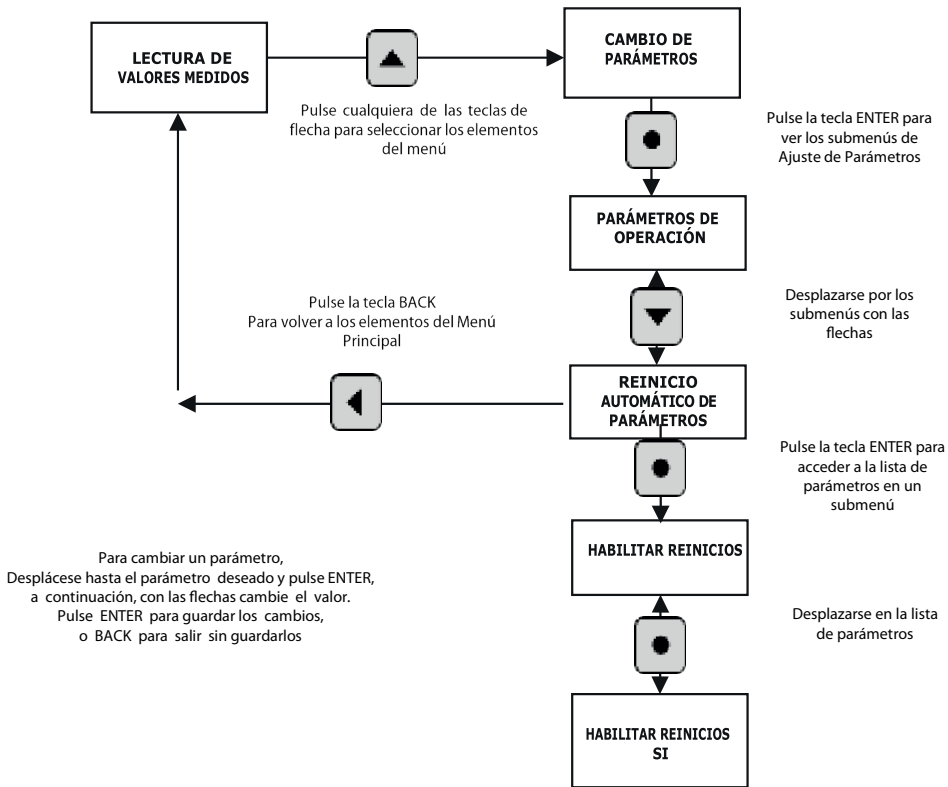 LECTURA DE
VALORES MEDIDOS
CAMBIO DE
PARÁMETROS
Pulse cualquiera de las teclas de
flecha para seleccionar los elementos
del menú
Pulse la tecla ENTER para
ver los submenús de
Ajuste de Parámetros
PARÁMETROS DE
OPERACIÓN
Pulse la tecla BACK
Para volver a los elementos del Menú
Principal
Desplazarse por los
submenús con las
flechas
REINICIO
AUTOMÁTICO DE
PARÁMETROS
Pulse la tecla ENTER para
acceder a la lista de
parámetros en un
submenú
HABILITAR REINICIOS
Para cambiar un parámetro,
Desplácese hasta el parámetro deseado y pulse ENTER,
a continuación, con las flechas cambie el valor.
Pulse ENTER para guardar los cambios,
o BACK para salir sin guardarlos
Desplazarse en la lista
de parámetros
HABILITAR REINICIOS
SI